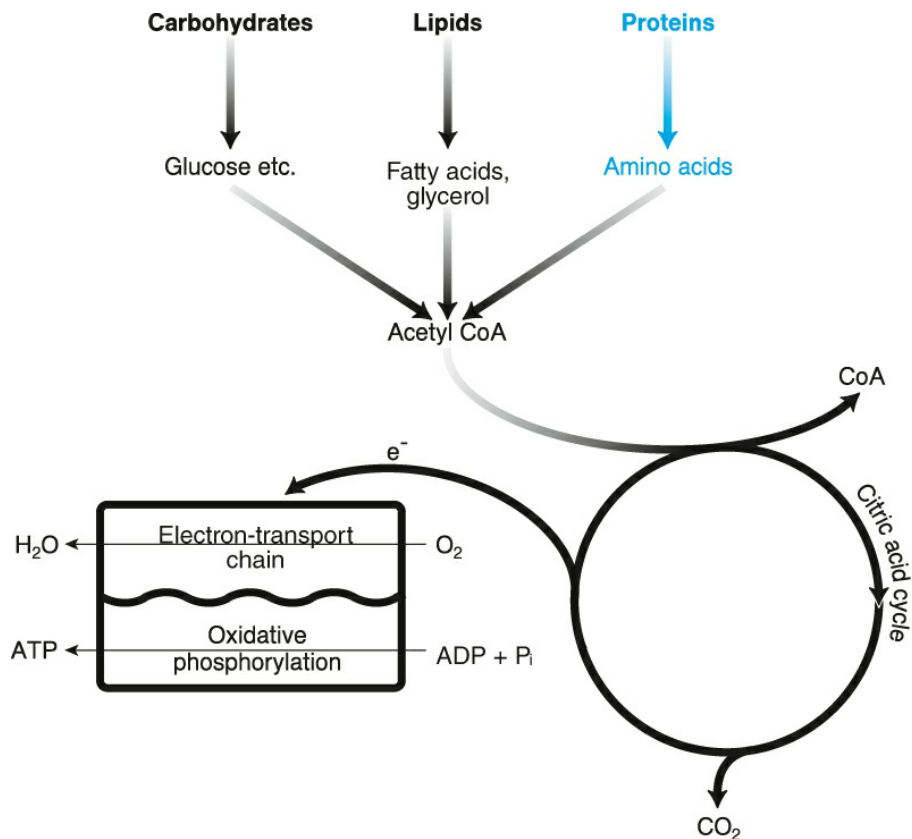 Carbohydrates
Lipids
Proteins
Glucose etc.
Fatty acids,
glycerol
Amino acids
Acetyl CoA
CoA
e⁻
Citric acid cycle
Electron-transport
chain
H₂O
O₂
Oxidative
phosphorylation
ATP
ADP + Pᵢ
CO₂